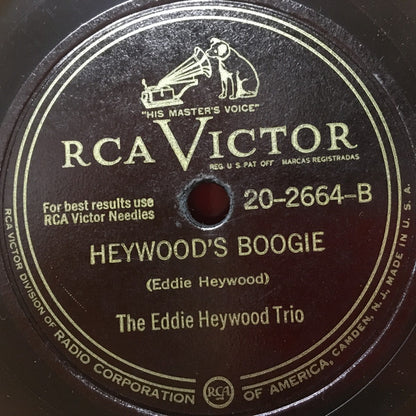 "HIS MASTER'S VOICE"
RCA VICTOR
REG. U.S. PAT. OFF. MARCAS REGISTRADAS
For best results use
RCA Victor Needles
20-2664-B
HEYWOOD'S BOOGIE
(Eddie Heywood)
The Eddie Heywood Trio
RCA VICTOR DIVISION OF RADIO CORPORATION OF AMERICA, CAMDEN, N.J., MADE IN U.S.A.
RCA